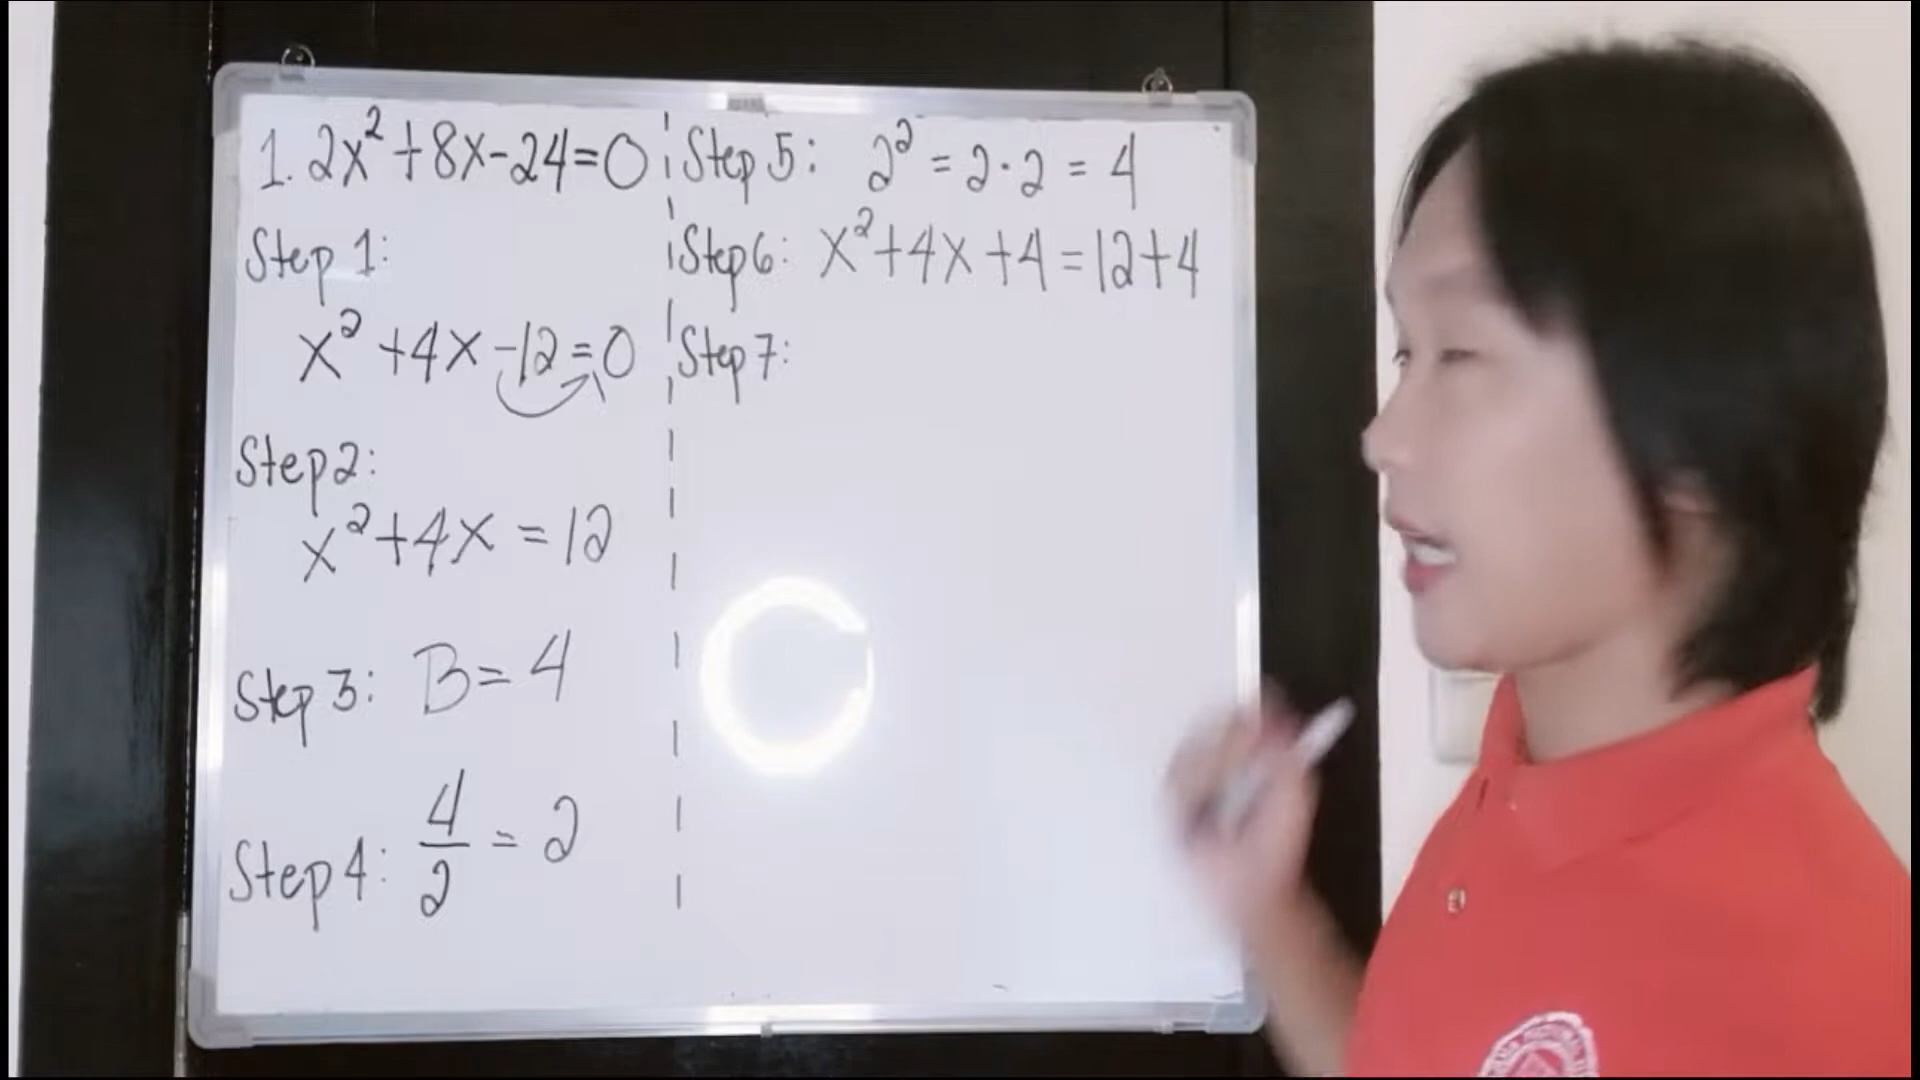 1. 2x² + 8x - 24 = 0
Step 1:
x² + 4x - 12 = 0
Step 2:
x² + 4x = 12
Step 3: B = 4
Step 4: 4/2 = 2
Step 5: 2² = 2 · 2 = 4
Step 6: x² + 4x + 4 = 12 + 4
Step 7: